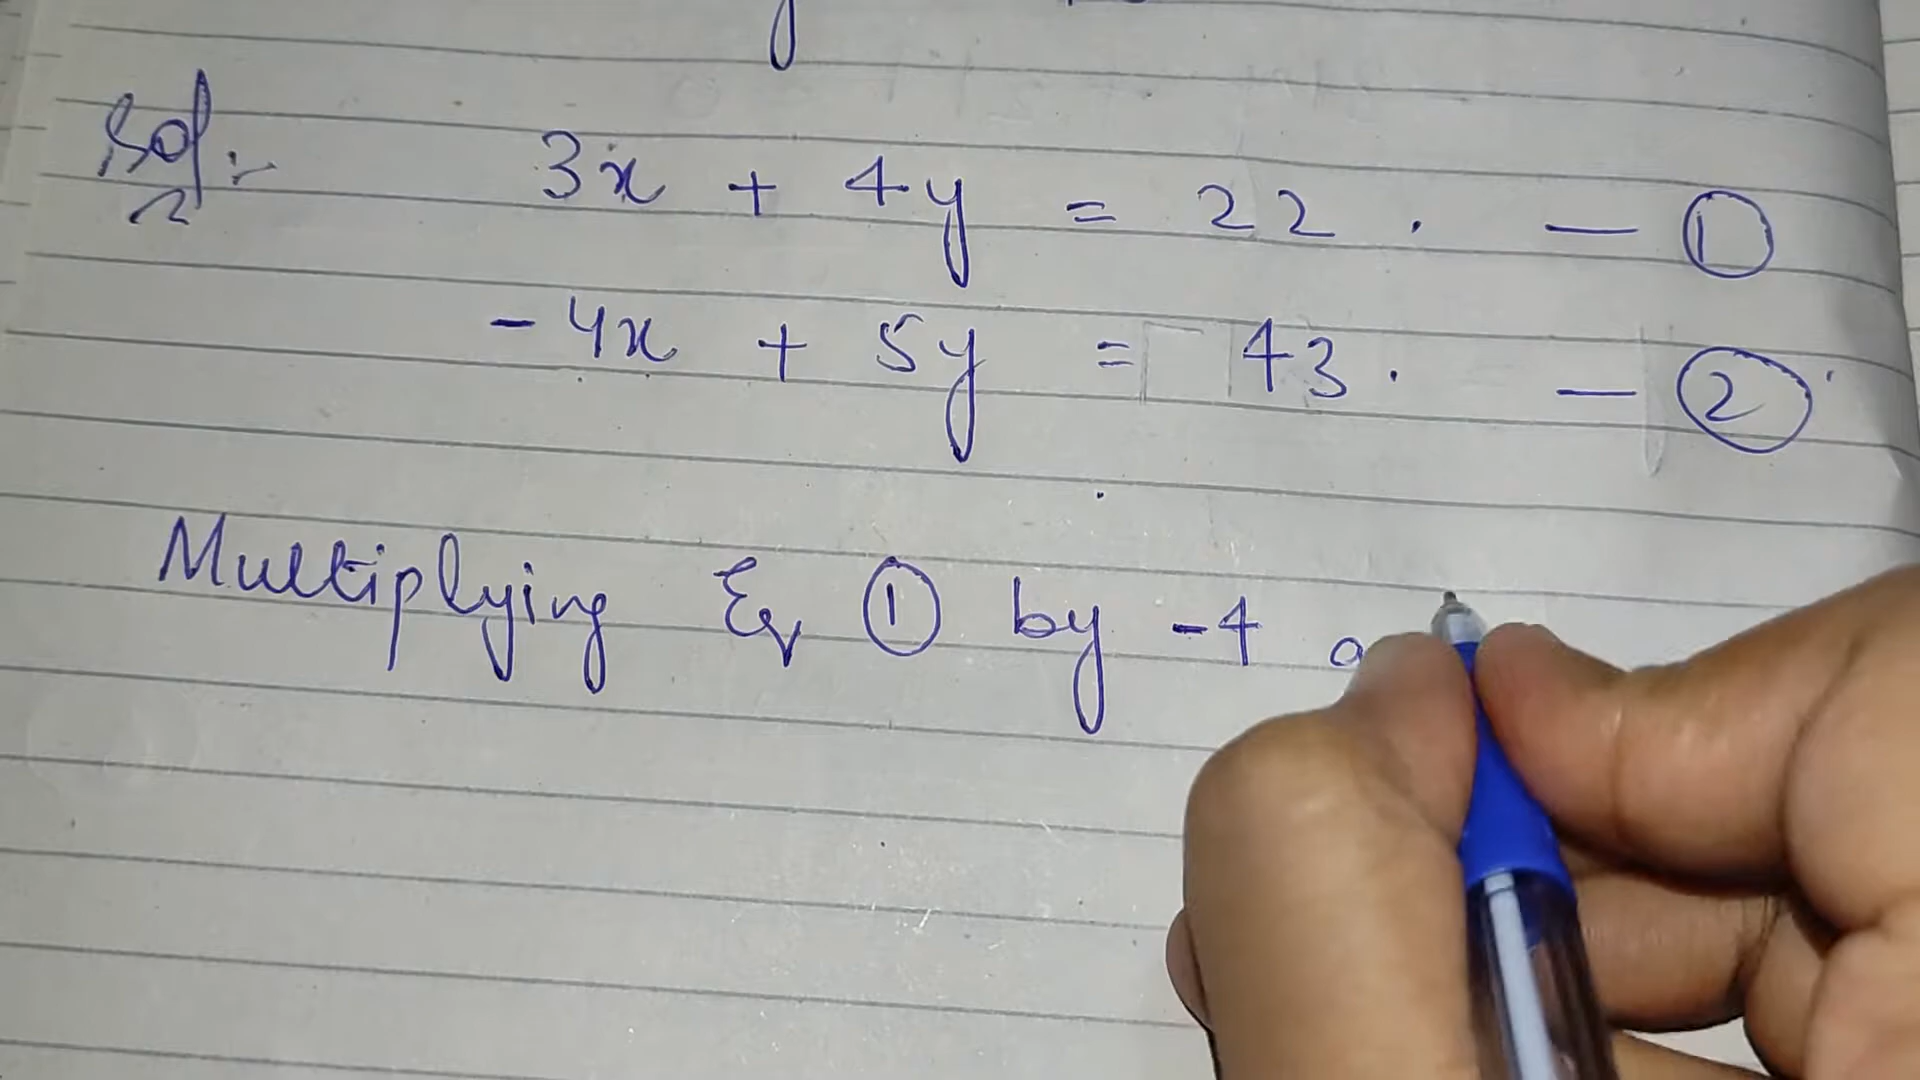 Sol:-
3x + 4y = 22. — ①
-4x + 5y = 43. — ②
Multiplying Eq ① by -4 a